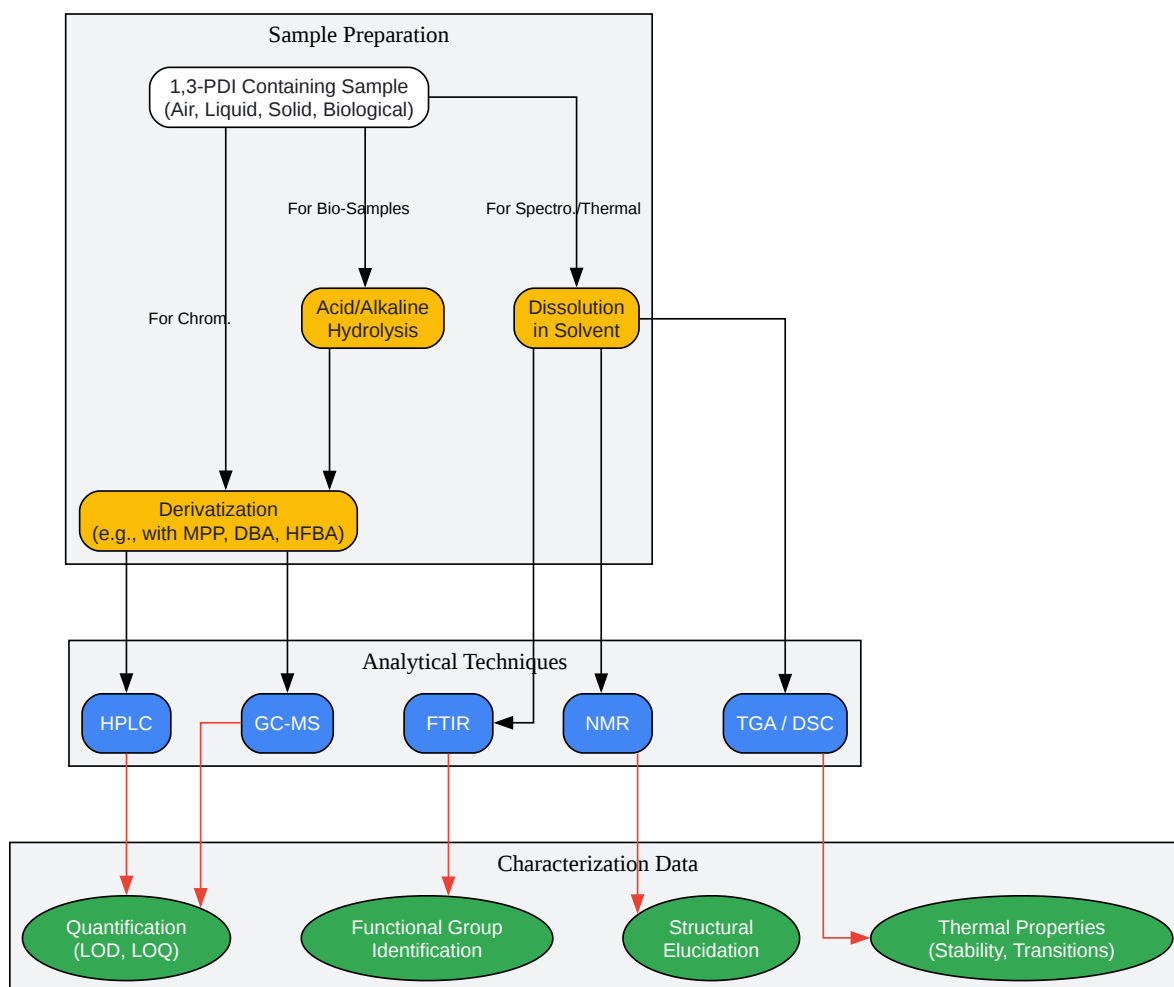 Sample Preparation
1,3-PDI Containing Sample
(Air, Liquid, Solid, Biological)
For Bio-Samples
For Spectro./Thermal
Acid/Alkaline
Hydrolysis
Dissolution
in Solvent
For Chrom.
Derivatization
(e.g., with MPP, DBA, HFBA)
Analytical Techniques
HPLC
GC-MS
FTIR
NMR
TGA / DSC
Characterization Data
Quantification
(LOD, LOQ)
Functional Group
Identification
Structural
Elucidation
Thermal Properties
(Stability, Transitions)